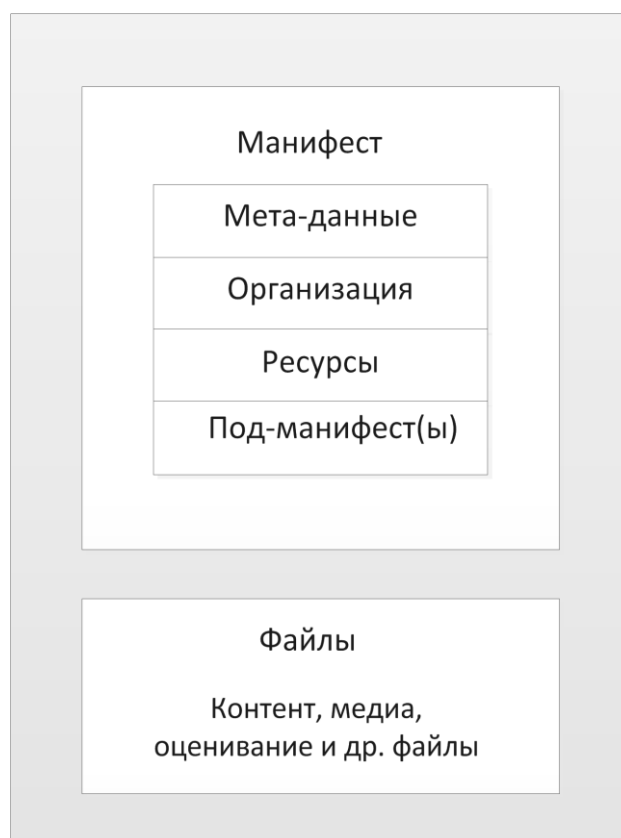 Манифест
Мета-данные
Организация
Ресурсы
Под-манифест(ы)
Файлы
Контент, медиа,
оценивание и др. файлы